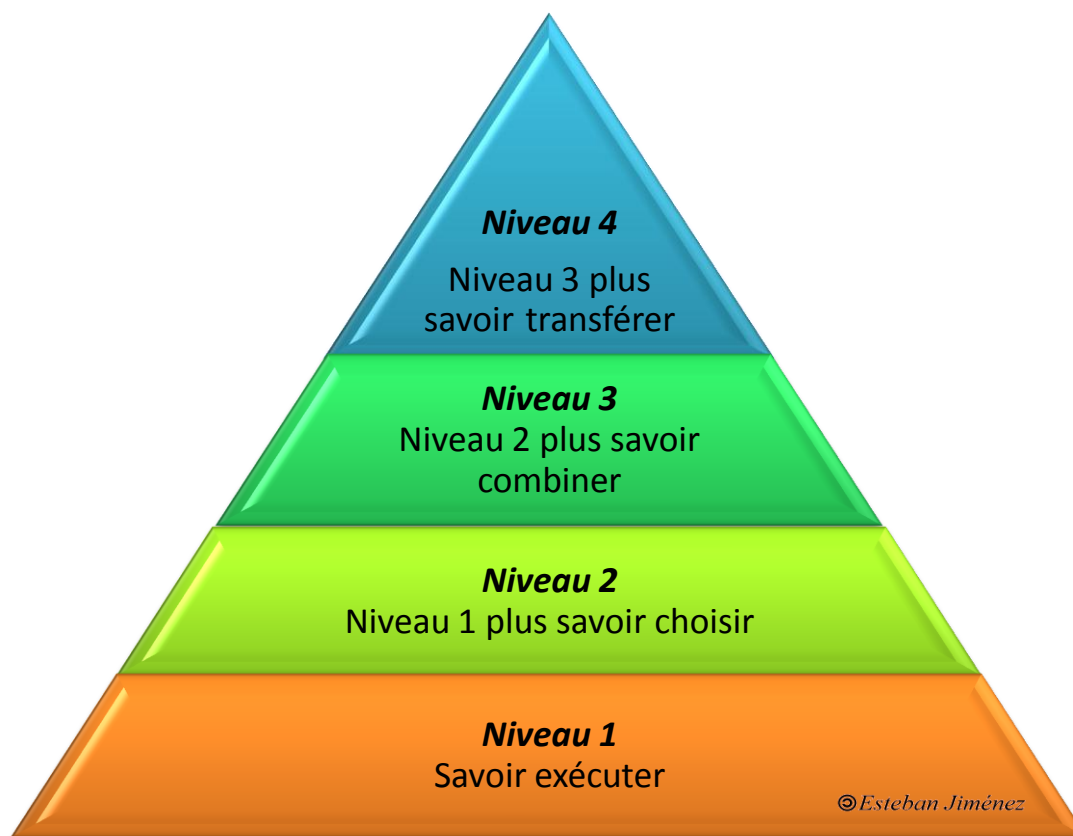 Niveau 4
Niveau 3 plus
savoir transférer
Niveau 3
Niveau 2 plus savoir
combiner
Niveau 2
Niveau 1 plus savoir choisir
Niveau 1
Savoir exécuter
©Esteban Jiménez